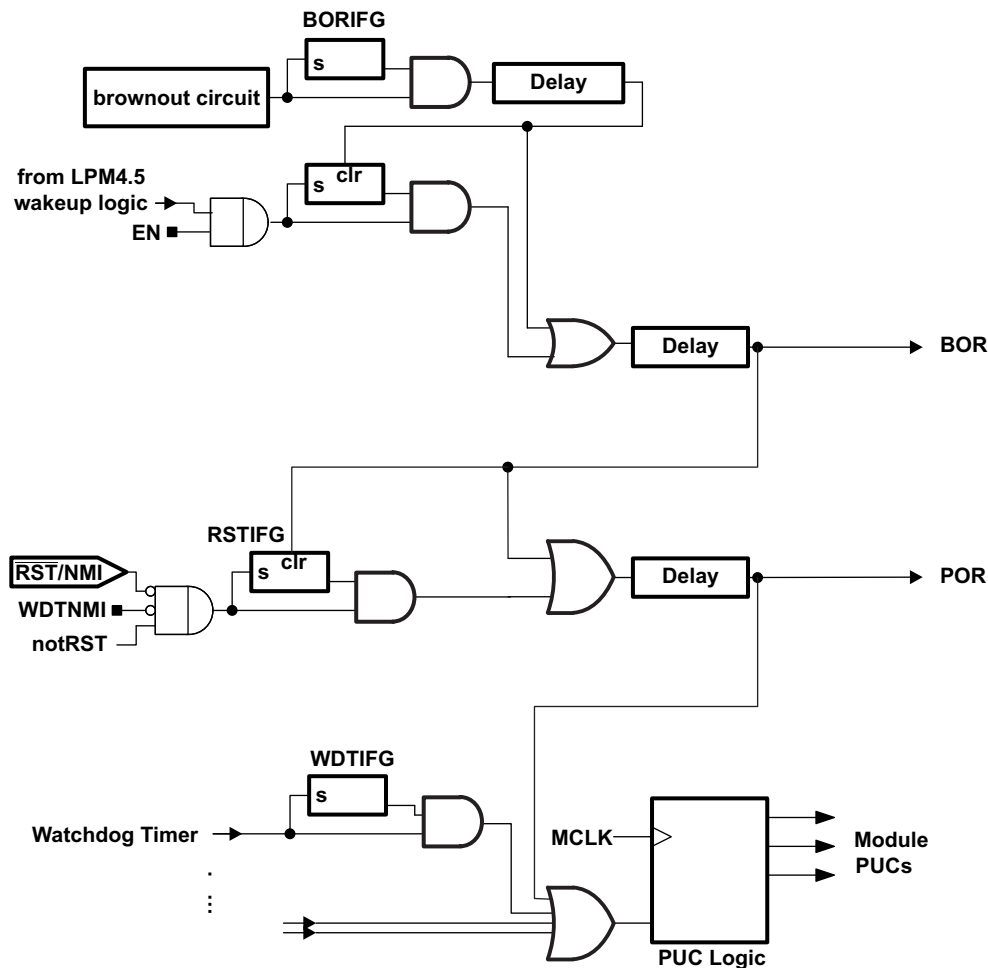 BORIFG
s
brownout circuit
Delay
from LPM4.5
wakeup logic
EN
s
clr
Delay
BOR
RSTIFG
RST/NMI
s
clr
WDTNMI
notRST
Delay
POR
WDTIFG
s
Watchdog Timer
.
:
MCLK
Module
PUCs
PUC Logic